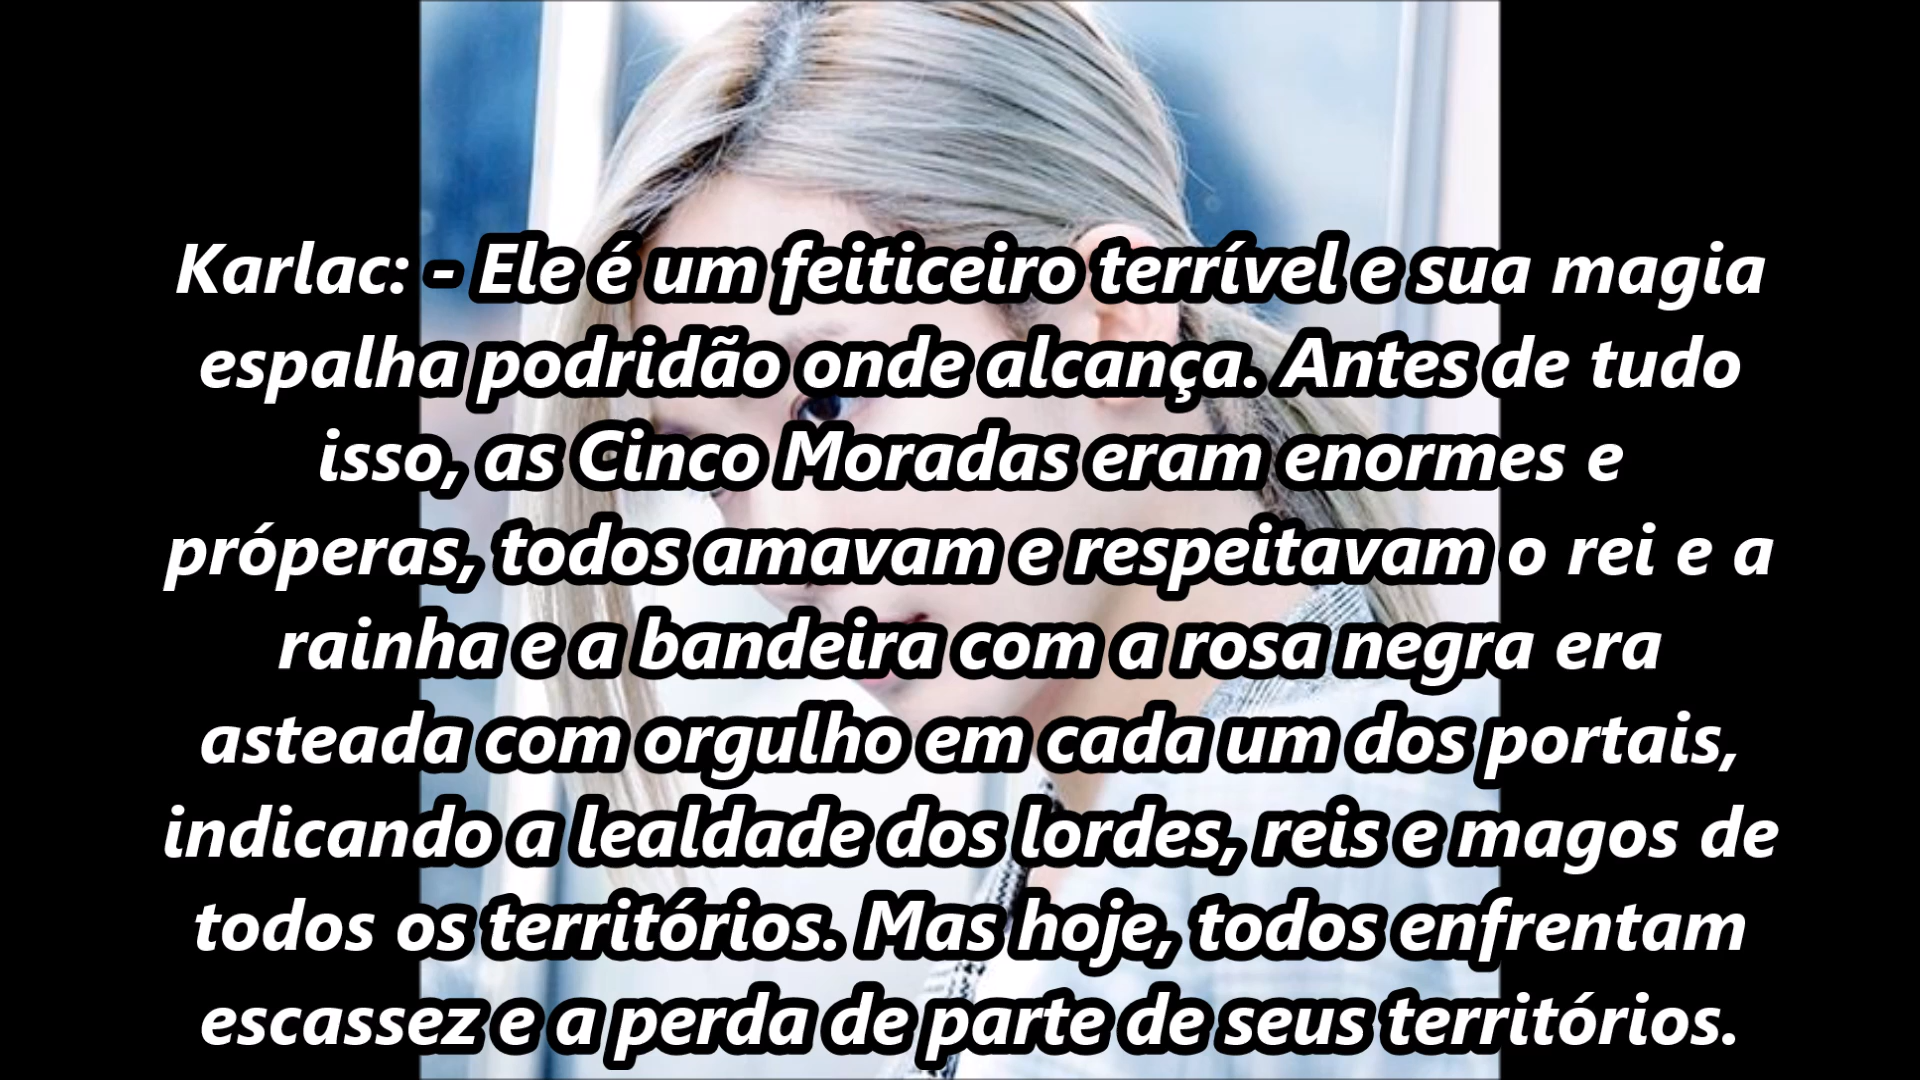 Karlac: - Ele é um feiticeiro terrível e sua magia
espalha podridão onde alcança. Antes de tudo
isso, as Cinco Moradas eram enormes e
próperas, todos amavam e respeitavam o rei e a
rainha e a bandeira com a rosa negra era
asteada com orgulho em cada um dos portais,
indicando a lealdade dos lordes, reis e magos de
todos os territórios. Mas hoje, todos enfrentam
escassez e a perda de parte de seus territórios.